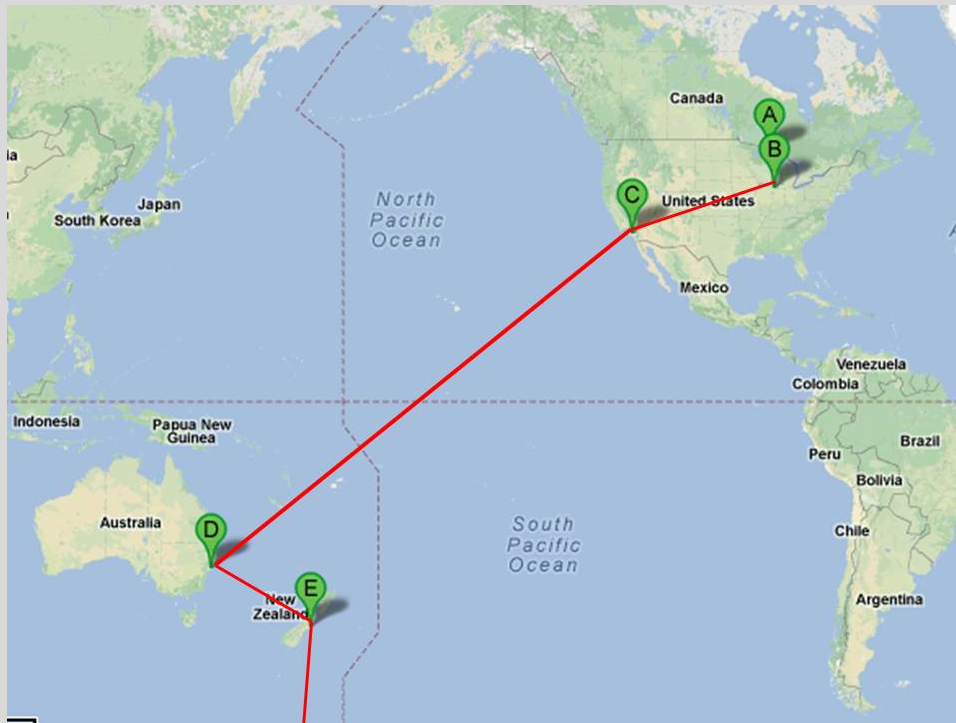 Canada
A
B
ia
C
United States
North
Pacific
Ocean
Japan
South Korea
Mexico
Venezuela
Colombia
Indonesia
Papua New
Guinea
Brazil
Peru
Bolivia
Australia
D
South
Pacific
Ocean
Chile
E
New
Zealand
Argentina